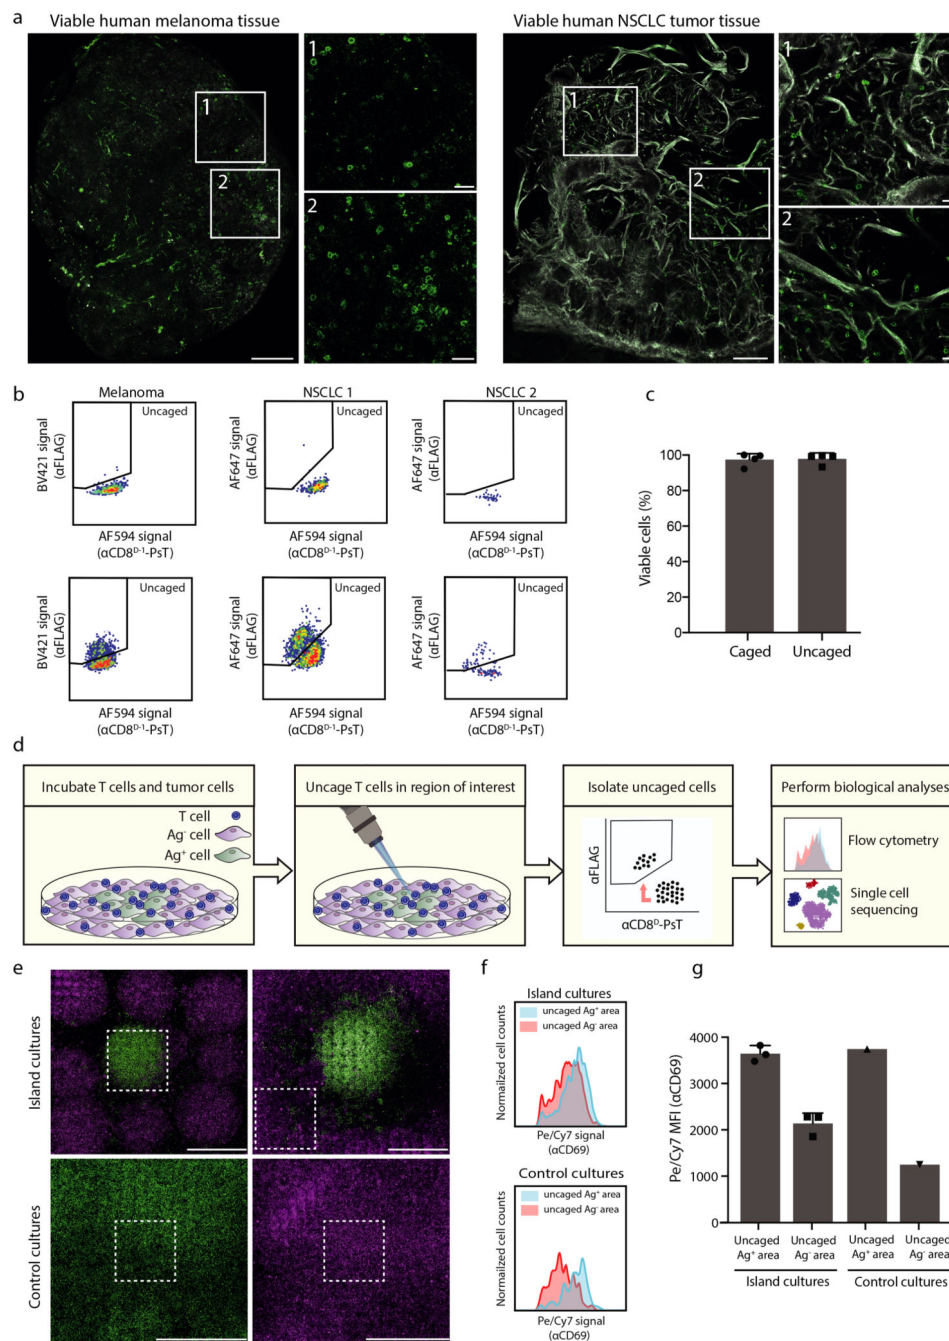 a
Viable human melanoma tissue
Viable human NSCLC tumor tissue
1
2
1
2
1
2
1
2
b
Melanoma
NSCLC 1
NSCLC 2
Uncaged
Uncaged
Uncaged
BV421 signal
(αFLAG)
AF647 signal
(αFLAG)
AF647 signal
(αFLAG)
AF594 signal
(αCD8ᴰ⁻¹-PsT)
AF594 signal
(αCD8ᴰ⁻¹-PsT)
AF594 signal
(αCD8ᴰ⁻¹-PsT)
Uncaged
Uncaged
Uncaged
BV421 signal
(αFLAG)
AF647 signal
(αFLAG)
AF647 signal
(αFLAG)
AF594 signal
(αCD8ᴰ⁻¹-PsT)
AF594 signal
(αCD8ᴰ⁻¹-PsT)
AF594 signal
(αCD8ᴰ⁻¹-PsT)
c
Viable cells (%)
100
80
60
40
20
0
Caged
Uncaged
d
Incubate T cells and tumor cells
T cell
Ag⁻ cell
Ag⁺ cell
Uncage T cells in region of interest
Isolate uncaged cells
αFLAG
αCD8ᴰ-PsT
Perform biological analyses
Flow cytometry
Single cell
sequencing
e
Island cultures
Control cultures
f
Island cultures
uncaged Ag⁺ area
uncaged Ag⁻ area
Normailzed cell counts
Pe/Cy7 signal
(αCD69)
Control cultures
uncaged Ag⁺ area
uncaged Ag⁻ area
Normailzed cell counts
Pe/Cy7 signal
(αCD69)
g
Pe/Cy7 MFI (αCD69)
4000
3000
2000
1000
0
Uncaged
Ag⁺ area
Uncaged
Ag⁻ area
Uncaged
Ag⁺ area
Uncaged
Ag⁻ area
Island cultures
Control cultures